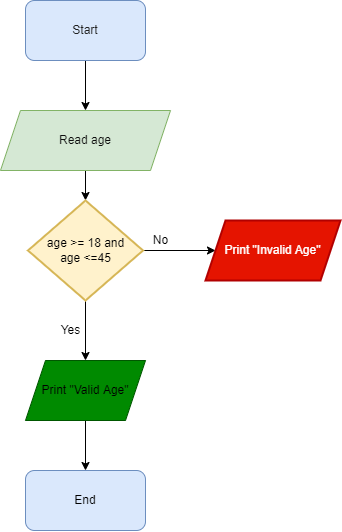 Start
Read age
age >= 18 and
age <=45
No
Print "Invalid Age"
Yes
Print "Valid Age"
End